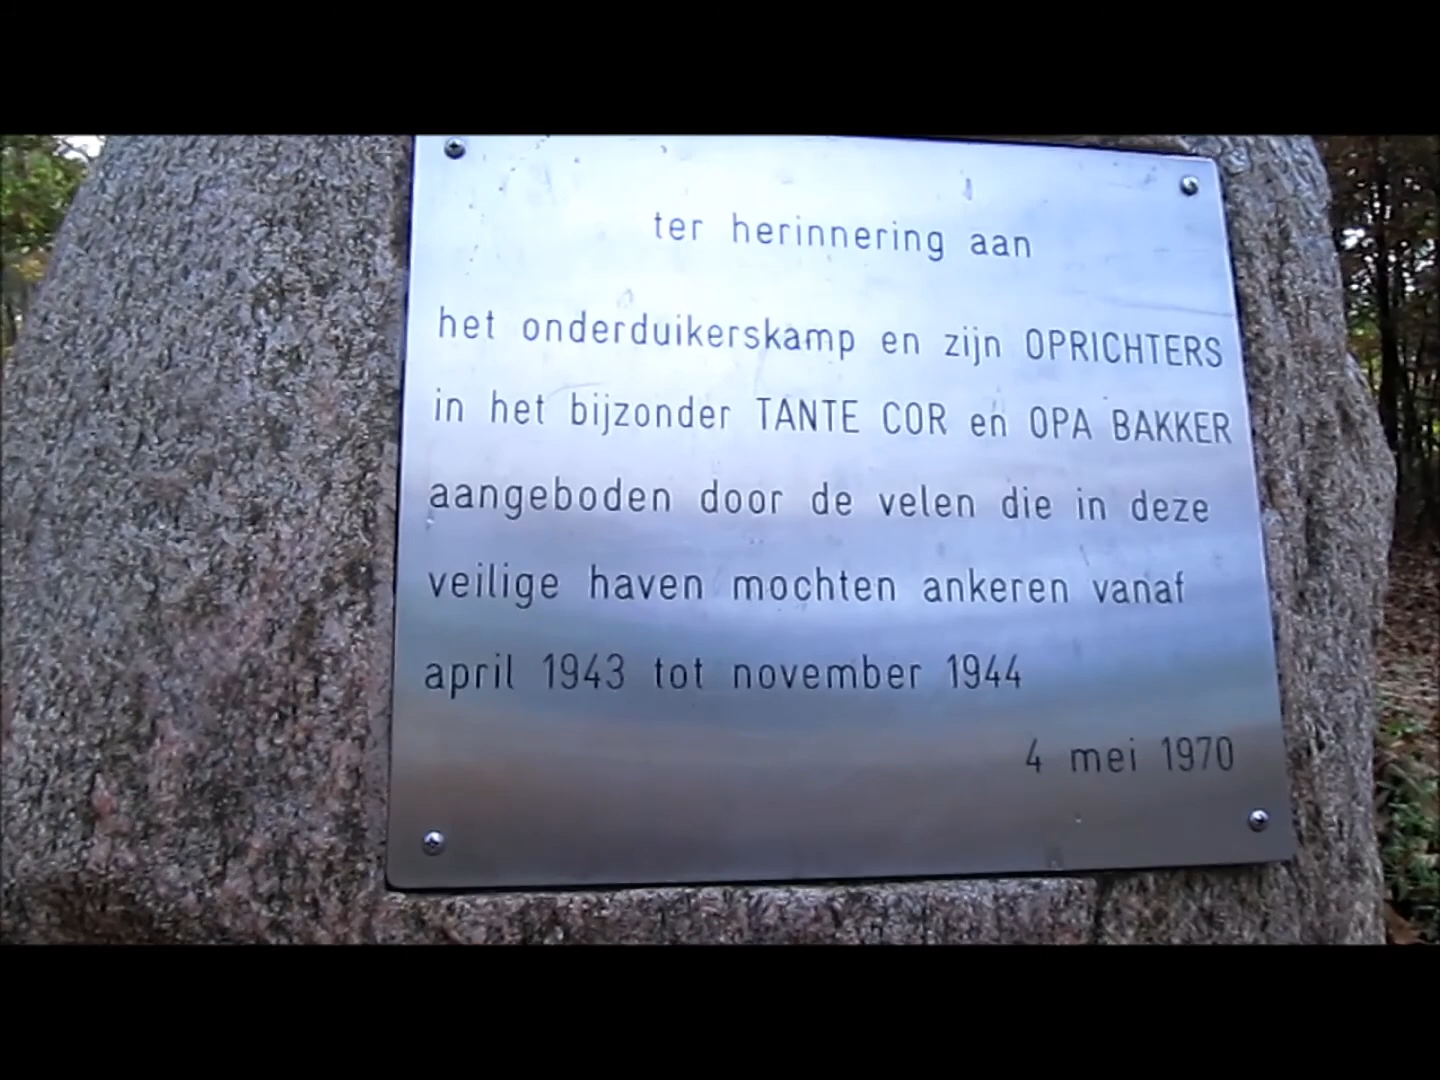 ter herinnering aan
het onderduikerskamp en zijn OPRICHTERS
in het bijzonder TANTE COR en OPA BAKKER
aangeboden door de velen die in deze
veilige haven mochten ankeren vanaf
april 1943 tot november 1944
4 mei 1970